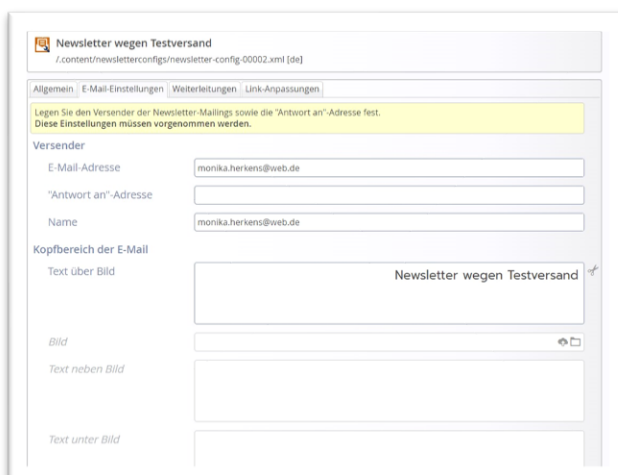 Newsletter wegen Testversand
/.content/newsletterconfigs/newsletter-config-00002.xml [de]
Allgemein E-Mail-Einstellungen Weiterleitungen Link-Anpassungen
Legen Sie den Versender der Newsletter-Mailings sowie die "Antwort an"-Adresse fest.
Diese Einstellungen müssen vorgenommen werden.
Versender
E-Mail-Adresse monika.herkens@web.de
"Antwort an"-Adresse
Name monika.herkens@web.de
Kopfbereich der E-Mail
Text über Bild Newsletter wegen Testversand
Bild
Text neben Bild
Text unter Bild